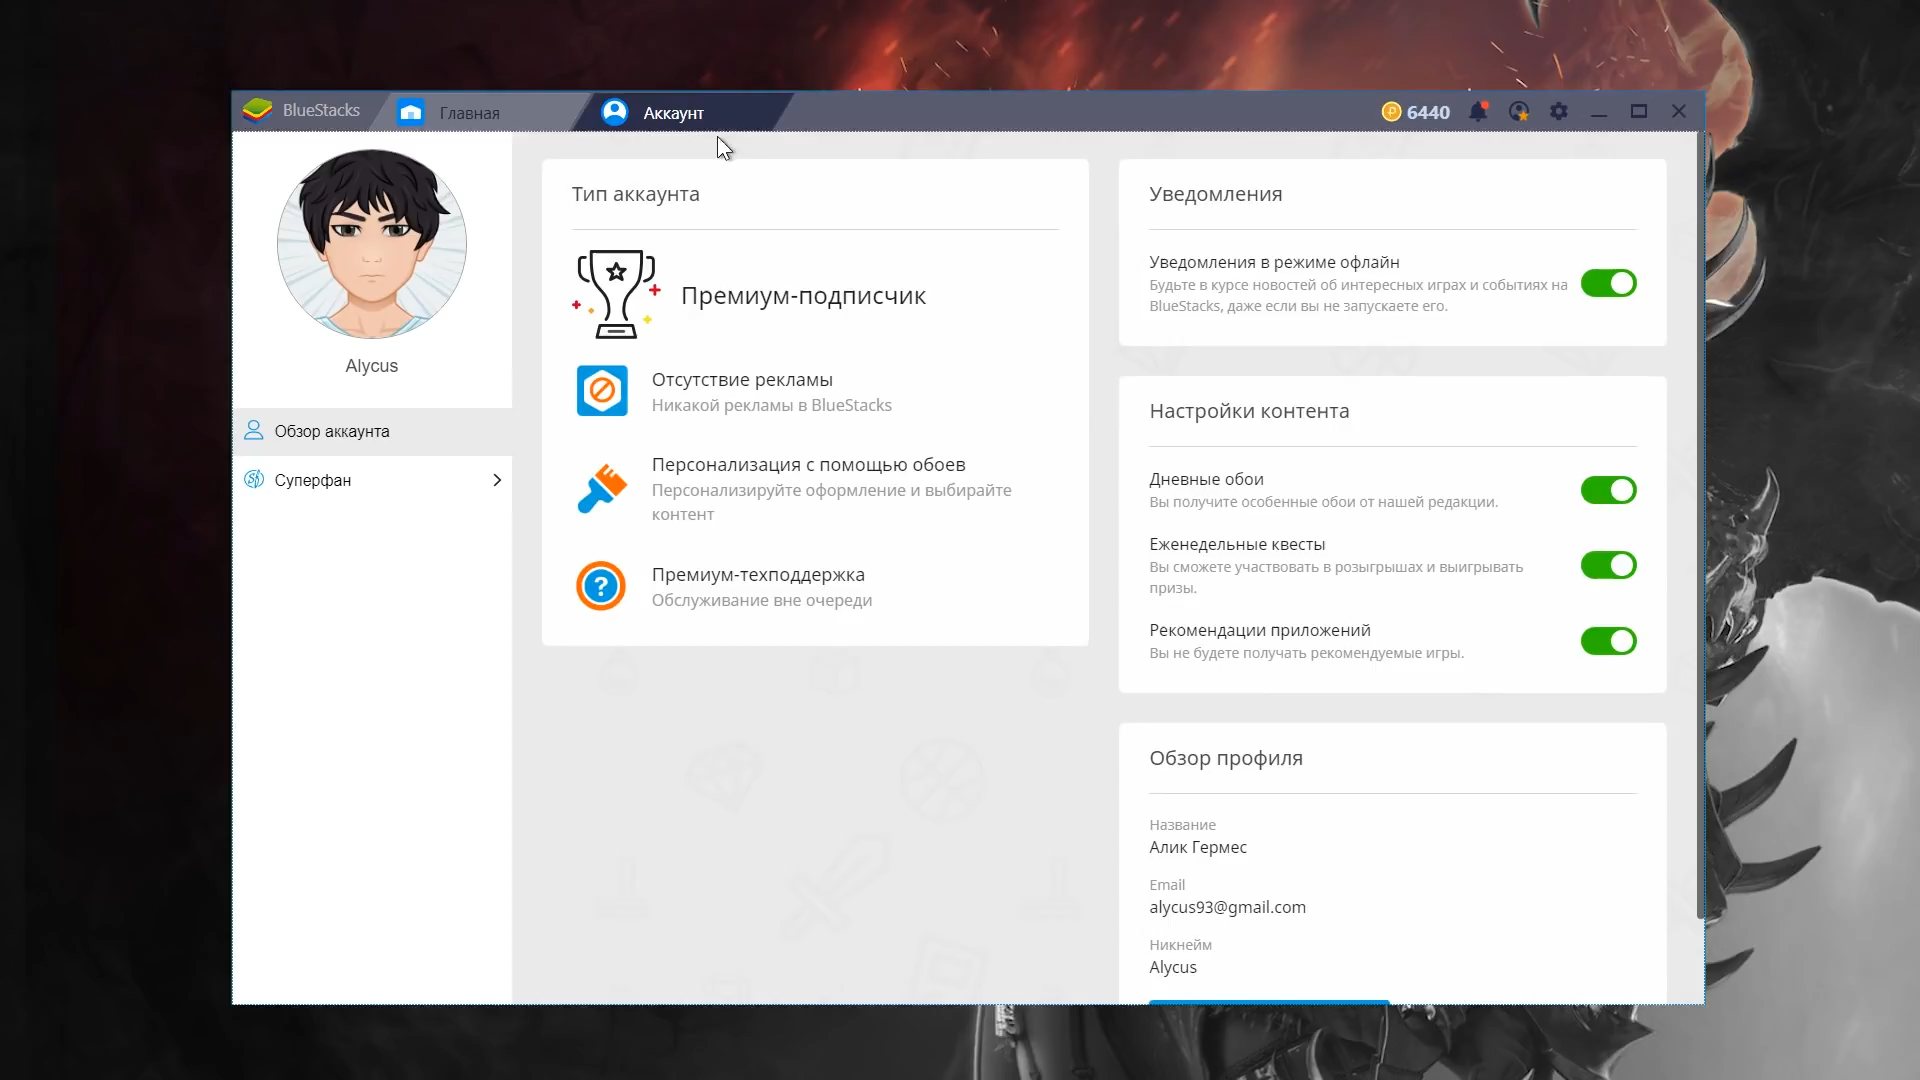 BlueStacks
Главная
Аккаунт
6440
Alycus
Обзор аккаунта
Суперфан
Тип аккаунта
Премиум-подписчик
Отсутствие рекламы
Никакой рекламы в BlueStacks
Персонализация с помощью обоев
Персонализируйте оформление и выбирайте
контент
Премиум-техподдержка
Обслуживание вне очереди
Уведомления
Уведомления в режиме офлайн
Будьте в курсе новостей об интересных играх и событиях на
BlueStacks, даже если вы не запускаете его.
Настройки контента
Дневные обои
Вы получите особенные обои от нашей редакции.
Еженедельные квесты
Вы сможете участвовать в розыгрышах и выигрывать
призы.
Рекомендации приложений
Вы не будете получать рекомендуемые игры.
Обзор профиля
Название
Алик Гермес
Email
alycus93@gmail.com
Никнейм
Alycus